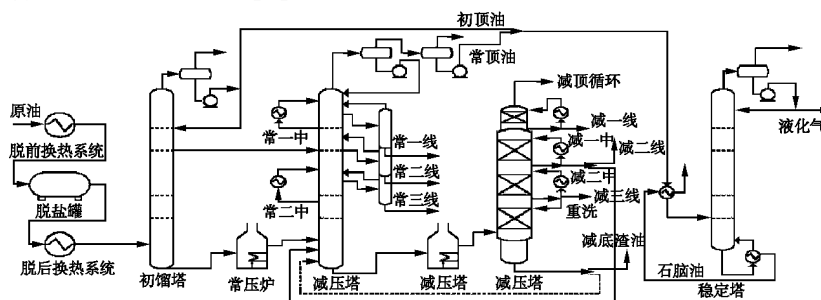 初顶油
常顶油
原油
脱前换热系统
脱盐罐
脱后换热系统
初馏塔
常压炉
常一中
常二中
常一线
常二线
常三线
减压塔
减压塔
减压塔
减顶循环
减一线
减一中
减二线
减二中
减三线
重洗
减底渣油
液化气
石脑油
稳定塔